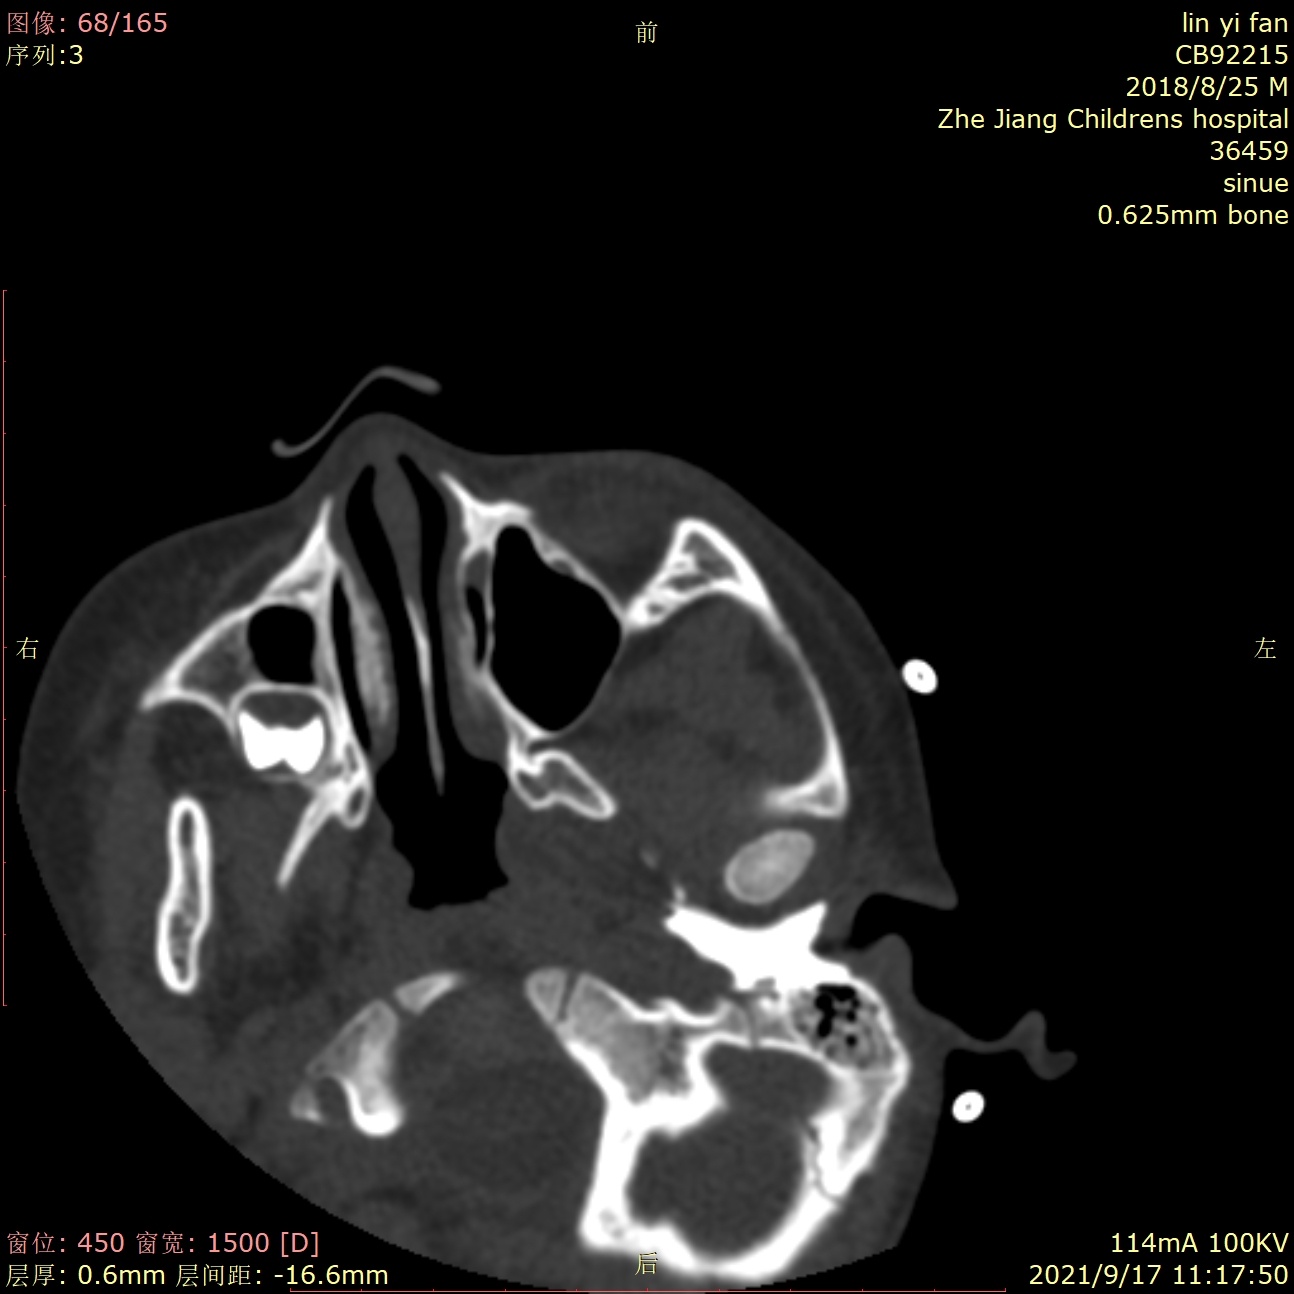 图像: 68/165
序列:3
前
lin yi fan
CB92215
2018/8/25 M
Zhe Jiang Childrens hospital
36459
sinue
0.625mm bone
右
左
窗位: 450 窗宽: 1500 [D]
层厚: 0.6mm 层间距: -16.6mm
后
114mA 100KV
2021/9/17 11:17:50